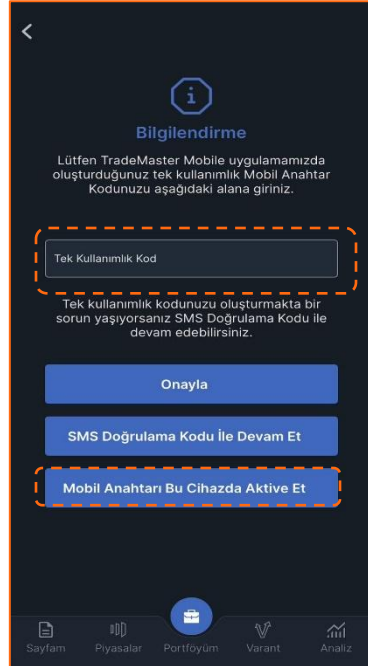 Bilgilendirme
Lütfen TradeMaster Mobile uygulamamızda
oluşturduğunuz tek kullanımlık Mobil Anahtar
Kodunuzu aşağıdaki alana giriniz.
Tek Kullanımlık Kod
Tek kullanımlık kodunuzu oluşturmakta bir
sorun yaşıyorsanız SMS Doğrulama Kodu ile
devam edebilirsiniz.
Onayla
SMS Doğrulama Kodu İle Devam Et
Mobil Anahtarı Bu Cihazda Aktive Et
Sayfam Piyasalar Portföyüm Varant Analiz